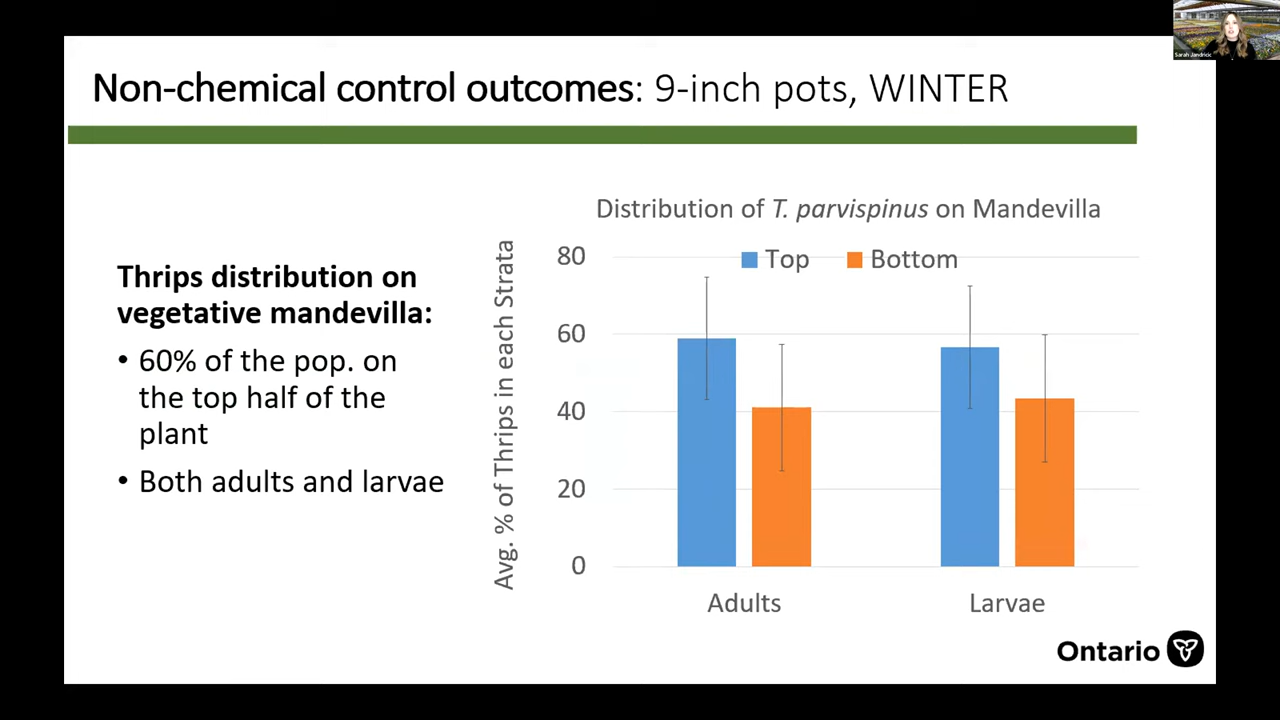 Sarah Jandricic
Non-chemical control outcomes: 9-inch pots, WINTER
Thrips distribution on
vegetative mandevilla:
• 60% of the pop. on
the top half of the
plant
• Both adults and larvae
Distribution of T. parvispinus on Mandevilla
Top
Bottom
Avg. % of Thrips in each Strata
80
60
40
20
0
Adults
Larvae
Ontario